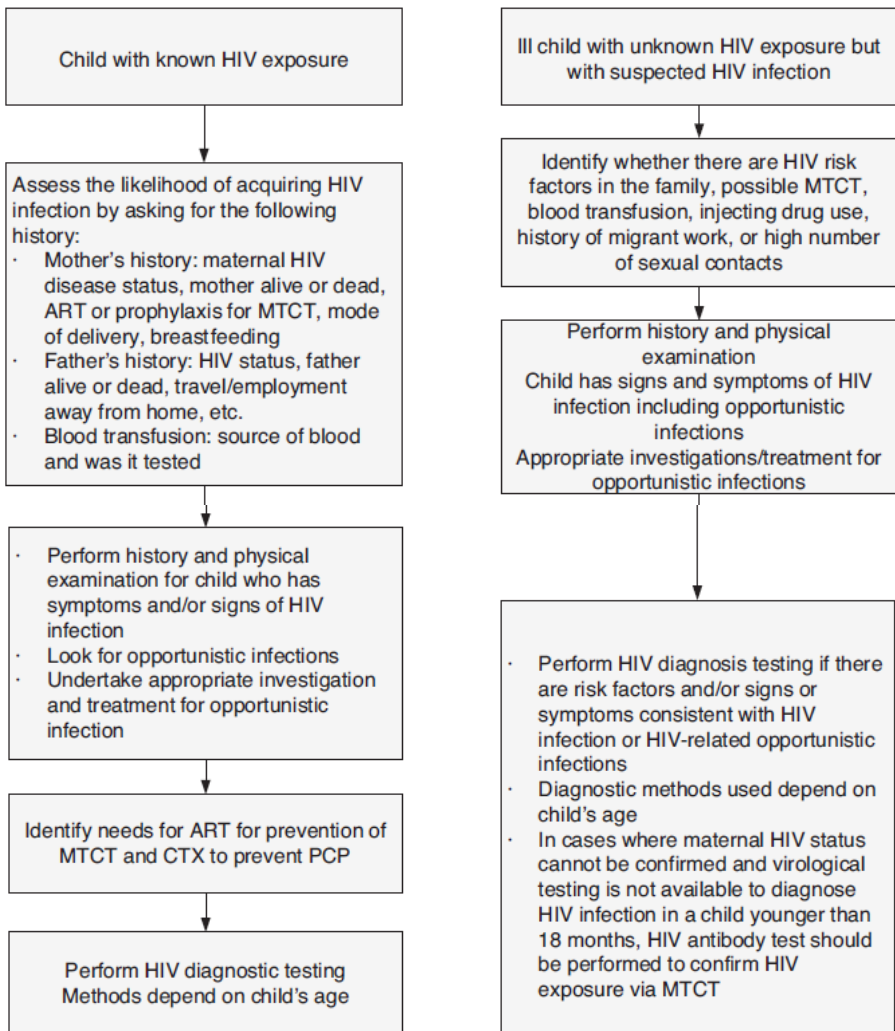 Child with known HIV exposure
Assess the likelihood of acquiring HIV
infection by asking for the following
history:
· Mother's history: maternal HIV
disease status, mother alive or dead,
ART or prophylaxis for MTCT, mode
of delivery, breastfeeding
· Father's history: HIV status, father
alive or dead, travel/employment
away from home, etc.
· Blood transfusion: source of blood
and was it tested
· Perform history and physical
examination for child who has
symptoms and/or signs of HIV
infection
· Look for opportunistic infections
· Undertake appropriate investigation
and treatment for opportunistic
infection
Identify needs for ART for prevention of
MTCT and CTX to prevent PCP
Perform HIV diagnostic testing
Methods depend on child's age
Ill child with unknown HIV exposure but
with suspected HIV infection
Identify whether there are HIV risk
factors in the family, possible MTCT,
blood transfusion, injecting drug use,
history of migrant work, or high number
of sexual contacts
Perform history and physical
examination
Child has signs and symptoms of HIV
infection including opportunistic
infections
Appropriate investigations/treatment for
opportunistic infections
· Perform HIV diagnosis testing if there
are risk factors and/or signs or
symptoms consistent with HIV
infection or HIV-related opportunistic
infections
· Diagnostic methods used depend on
child's age
· In cases where maternal HIV status
cannot be confirmed and virological
testing is not available to diagnose
HIV infection in a child younger than
18 months, HIV antibody test should
be performed to confirm HIV
exposure via MTCT